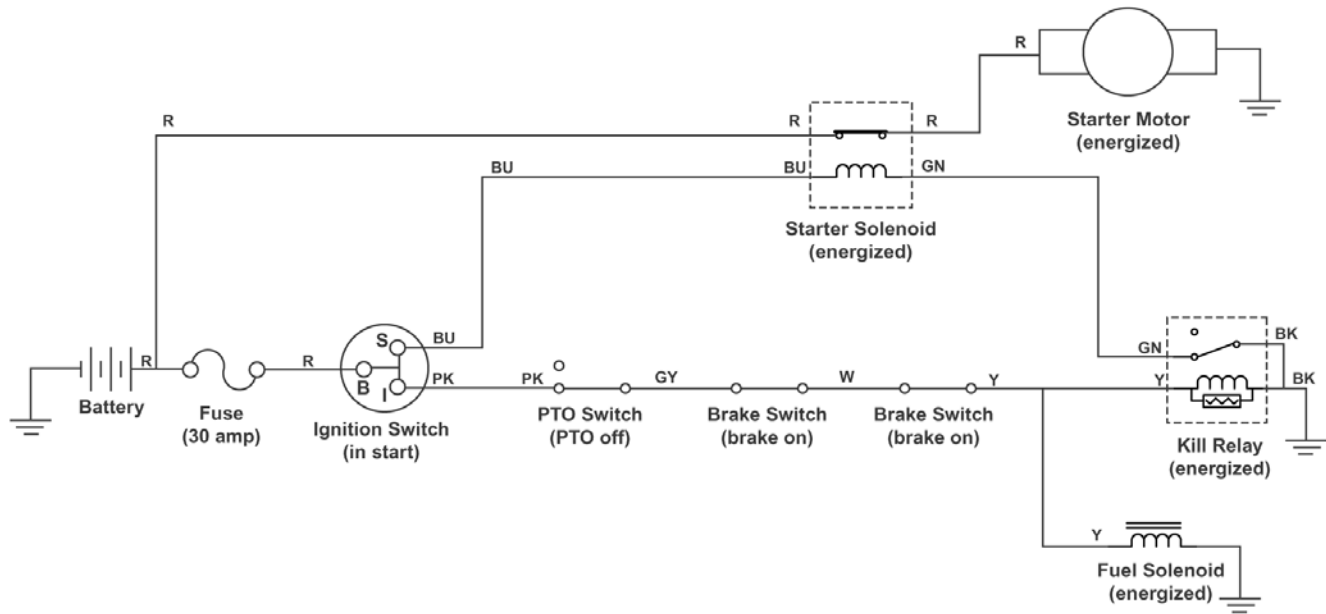 R
Starter Motor
(energized)
R
R
R
BU
BU
GN
Starter Solenoid
(energized)
R
Battery
Fuse
(30 amp)
R
S
B
I
BU
PK
Ignition Switch
(in start)
PK
PTO Switch
(PTO off)
GY
Brake Switch
(brake on)
W
Brake Switch
(brake on)
Y
GN
BK
Y
BK
Kill Relay
(energized)
Y
Fuel Solenoid
(energized)